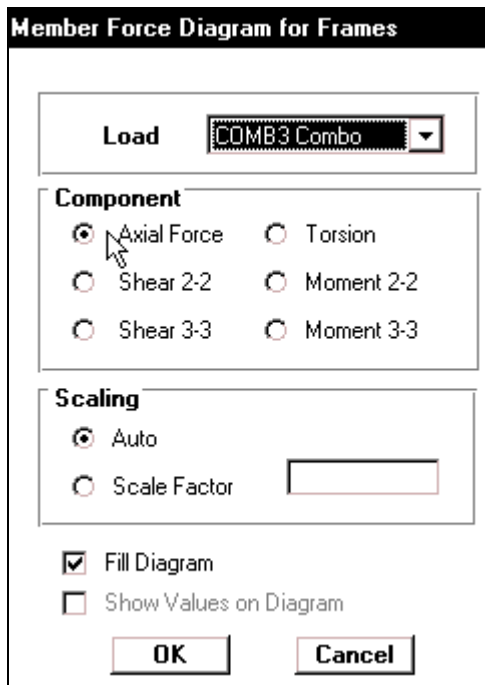 Member Force Diagram for Frames
Load COMB3 Combo
Component
Axial Force Torsion
Shear 2-2 Moment 2-2
Shear 3-3 Moment 3-3
Scaling
Auto
Scale Factor
Fill Diagram
Show Values on Diagram
OK Cancel